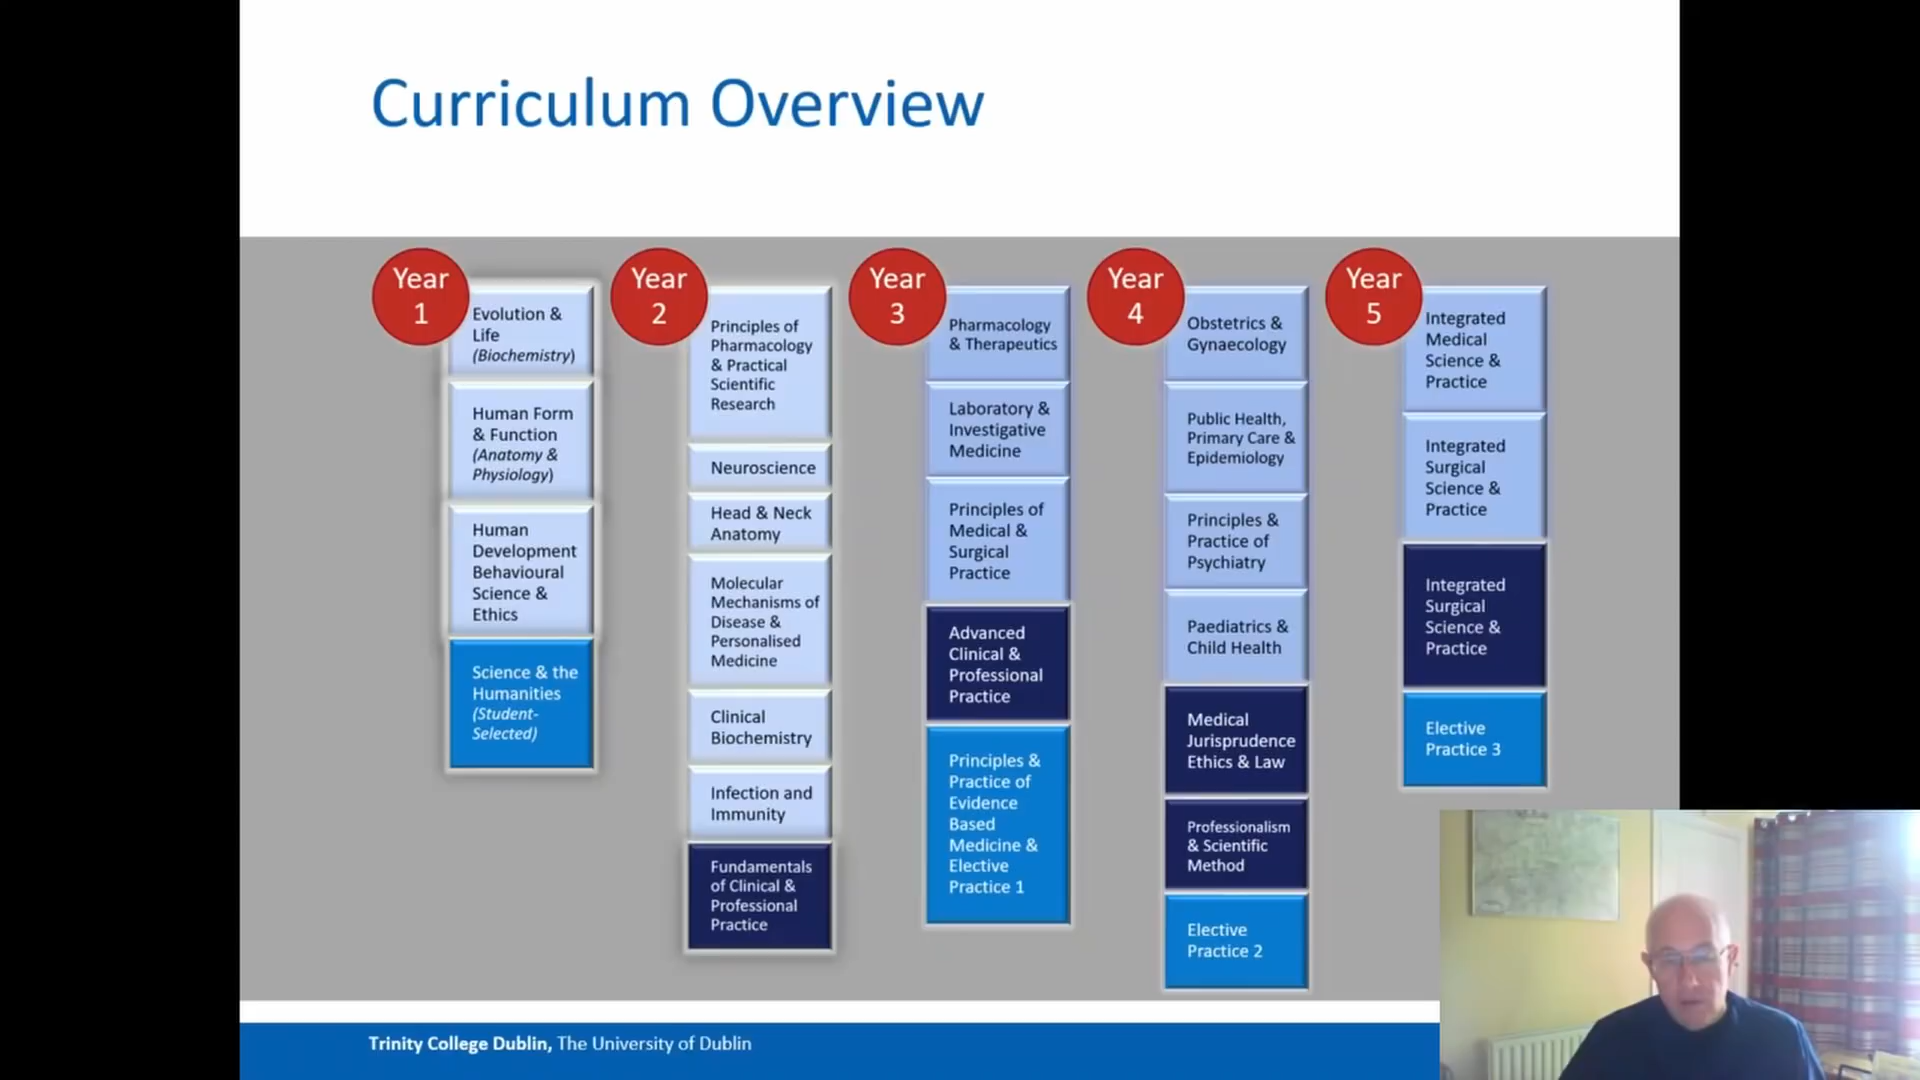 Curriculum Overview
Year
1
Evolution &
Life
(Biochemistry)
Human Form
& Function
(Anatomy &
Physiology)
Human
Development
Behavioural
Science &
Ethics
Science & the
Humanities
(Student-
Selected)
Year
2
Principles of
Pharmacology
& Practical
Scientific
Research
Neuroscience
Head & Neck
Anatomy
Molecular
Mechanisms of
Disease &
Personalised
Medicine
Clinical
Biochemistry
Infection and
Immunity
Fundamentals
of Clinical &
Professional
Practice
Year
3
Pharmacology
& Therapeutics
Laboratory &
Investigative
Medicine
Principles of
Medical &
Surgical
Practice
Advanced
Clinical &
Professional
Practice
Principles &
Practice of
Evidence
Based
Medicine &
Elective
Practice 1
Year
4
Obstetrics &
Gynaecology
Public Health,
Primary Care &
Epidemiology
Principles &
Practice of
Psychiatry
Paediatrics &
Child Health
Medical
Jurisprudence
Ethics & Law
Professionalism
& Scientific
Method
Elective
Practice 2
Year
5
Integrated
Medical
Science &
Practice
Integrated
Surgical
Science &
Practice
Integrated
Surgical
Science &
Practice
Elective
Practice 3
Trinity College Dublin, The University of Dublin